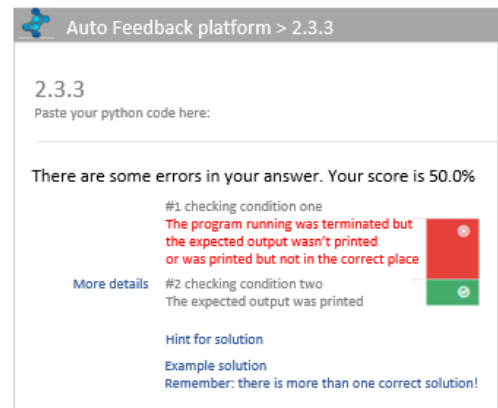 Auto Feedback platform > 2.3.3
2.3.3
Paste your python code here:
There are some errors in your answer. Your score is 50.0%
#1 checking condition one
The program running was terminated but
the expected output wasn't printed
or was printed but not in the correct place
More details
#2 checking condition two
The expected output was printed
Hint for solution
Example solution
Remember: there is more than one correct solution!